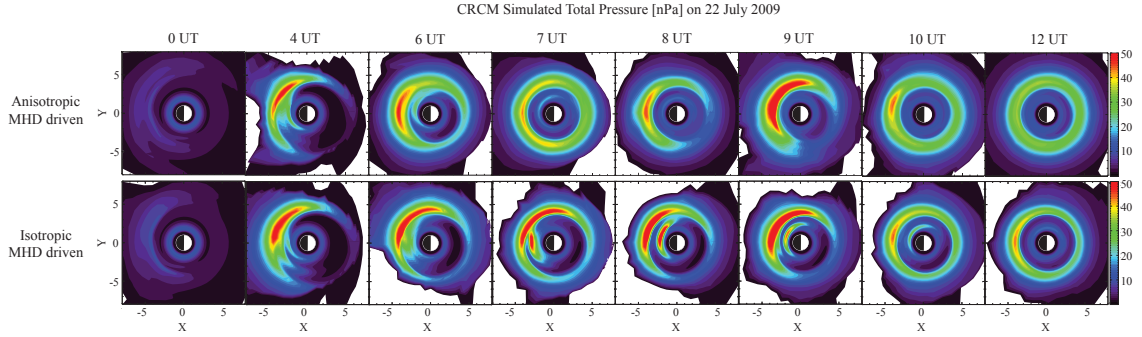 CRCM Simulated Total Pressure [nPa] on 22 July 2009
0 UT 4 UT 6 UT 7 UT 8 UT 9 UT 10 UT 12 UT
Anisotropic
MHD driven
Y
5
0
-5
50
40
30
20
10
Isotropic
MHD driven
Y
5
0
-5
50
40
30
20
10
-5 0 5 -5 0 5 -5 0 5 -5 0 5 -5 0 5 -5 0 5 -5 0 5 -5 0 5
X X X X X X X X